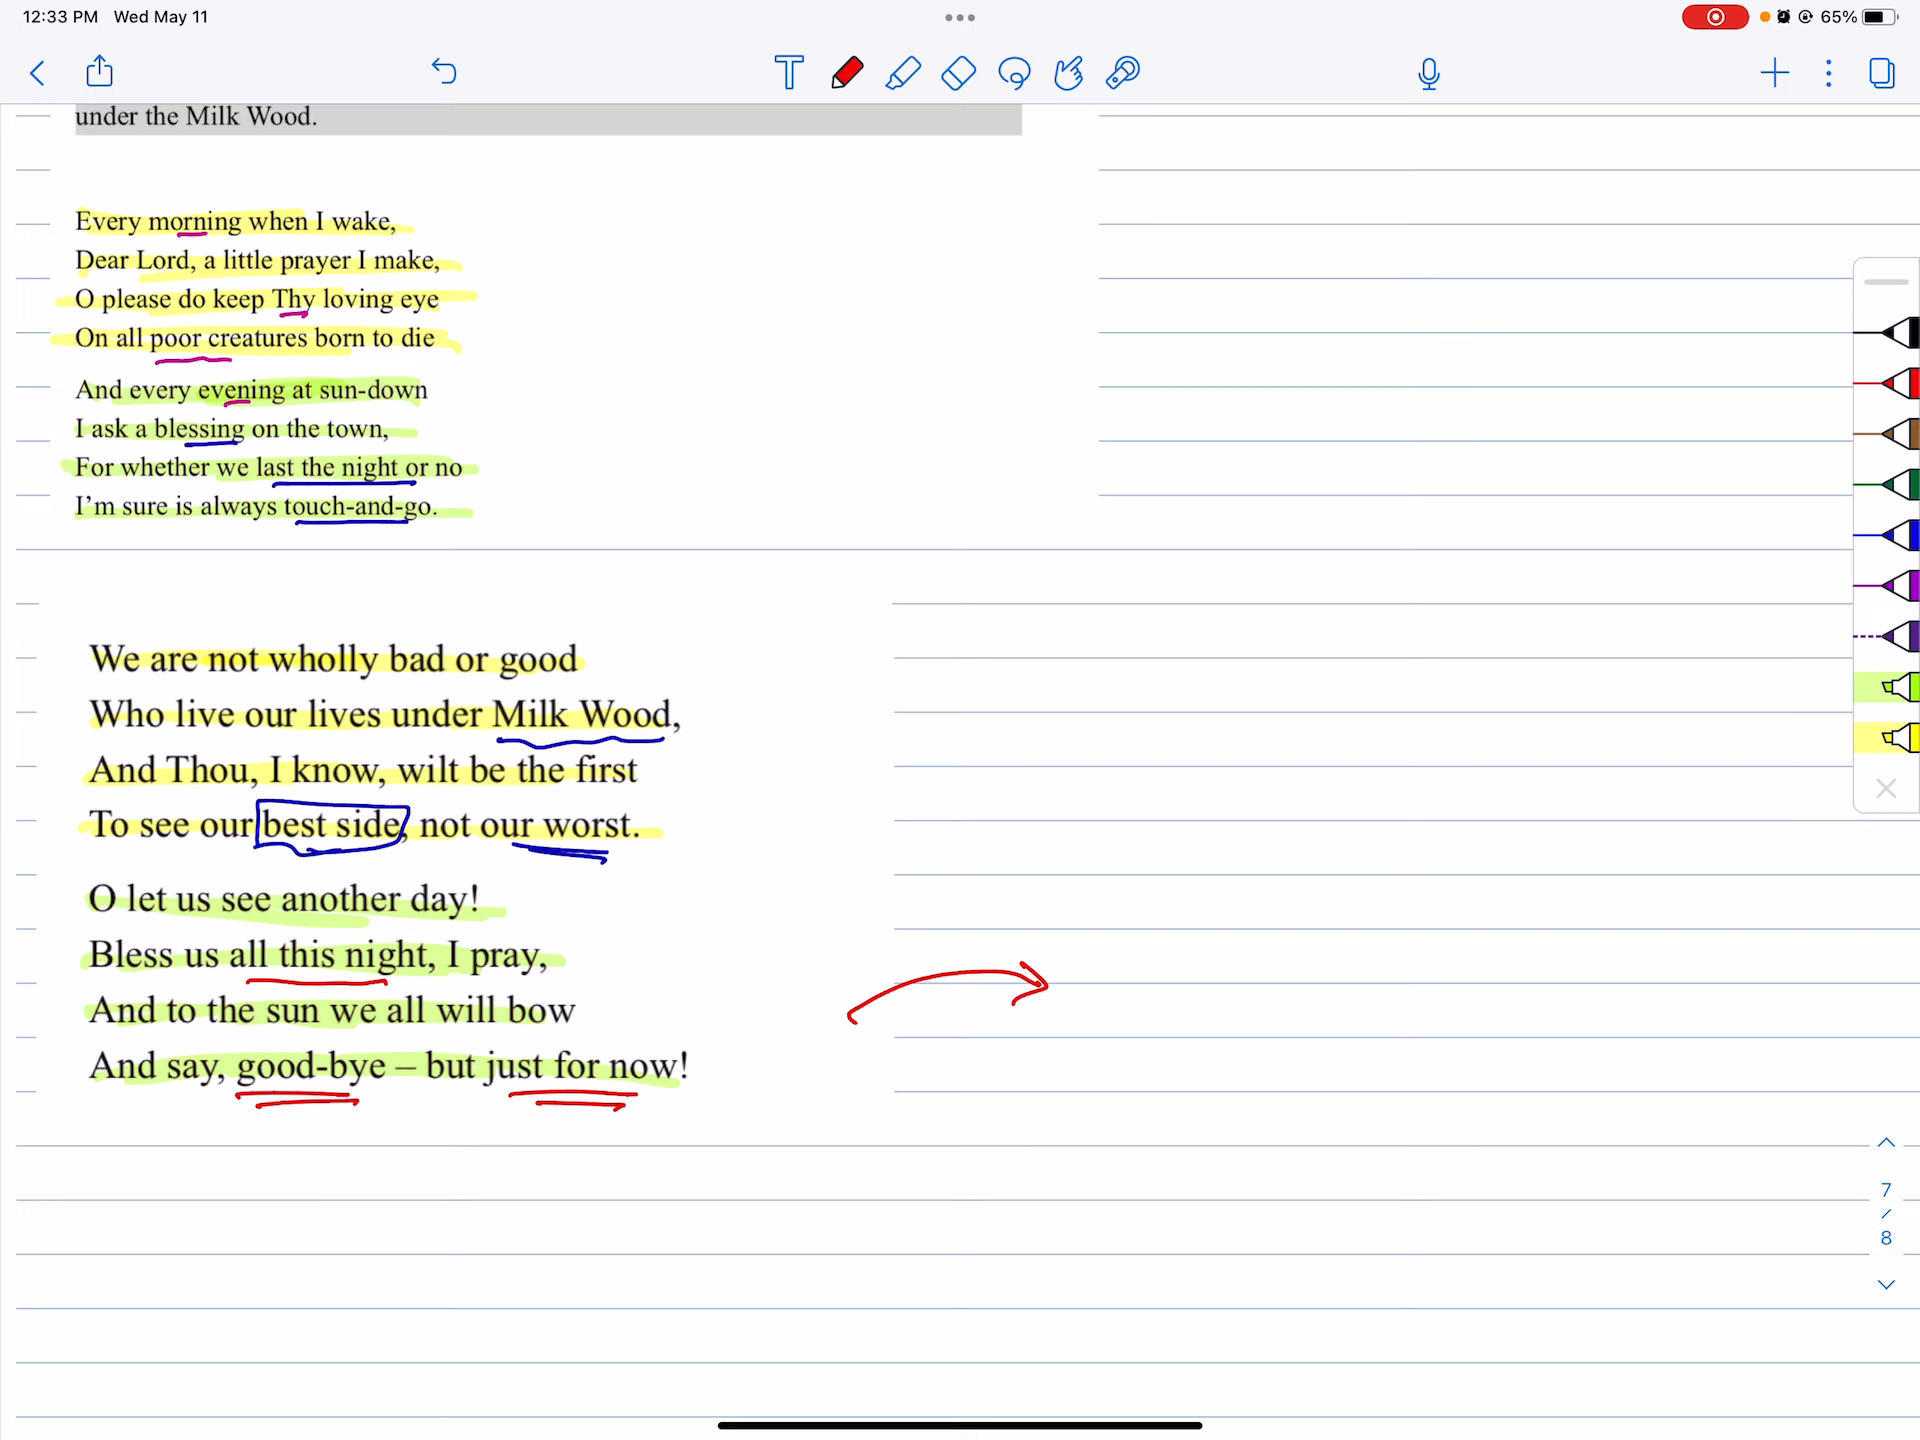 12:33 PM Wed May 11
65%
under the Milk Wood.
Every morning when I wake,
Dear Lord, a little prayer I make,
O please do keep Thy loving eye
On all poor creatures born to die
And every evening at sun-down
I ask a blessing on the town,
For whether we last the night or no
I'm sure is always touch-and-go.
We are not wholly bad or good
Who live our lives under Milk Wood,
And Thou, I know, wilt be the first
To see our best side, not our worst.
O let us see another day!
Bless us all this night, I pray,
And to the sun we all will bow
And say, good-bye – but just for now!
7
/
8